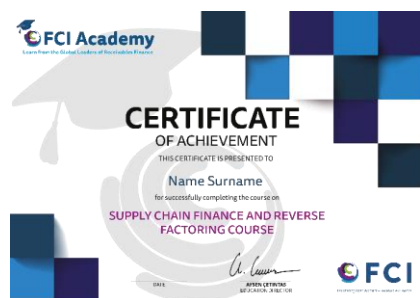 FCI Academy
Learn from the Global Leaders of Receivables Finance
CERTIFICATE
OF ACHIEVEMENT
THIS CERTIFICATE IS PRESENTED TO
Name Surname
for successfully completing the course on
SUPPLY CHAIN FINANCE AND REVERSE
FACTORING COURSE
DATE
AYSEN ÇETINTAS
EDUCATION DIRECTOR
FCI